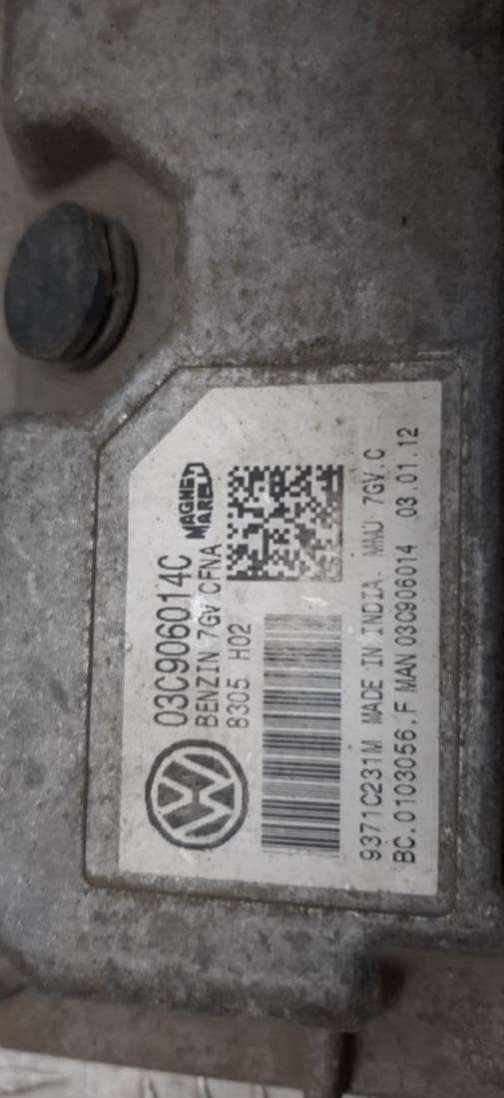 03C906014C
MAGNETI MARELLI
BENZIN 7GV CFNA
8305 H02
9371C231M MADE IN INDIA. MMU 7GV.C
BC.0103056.F MAN 03C906014 03.01.12